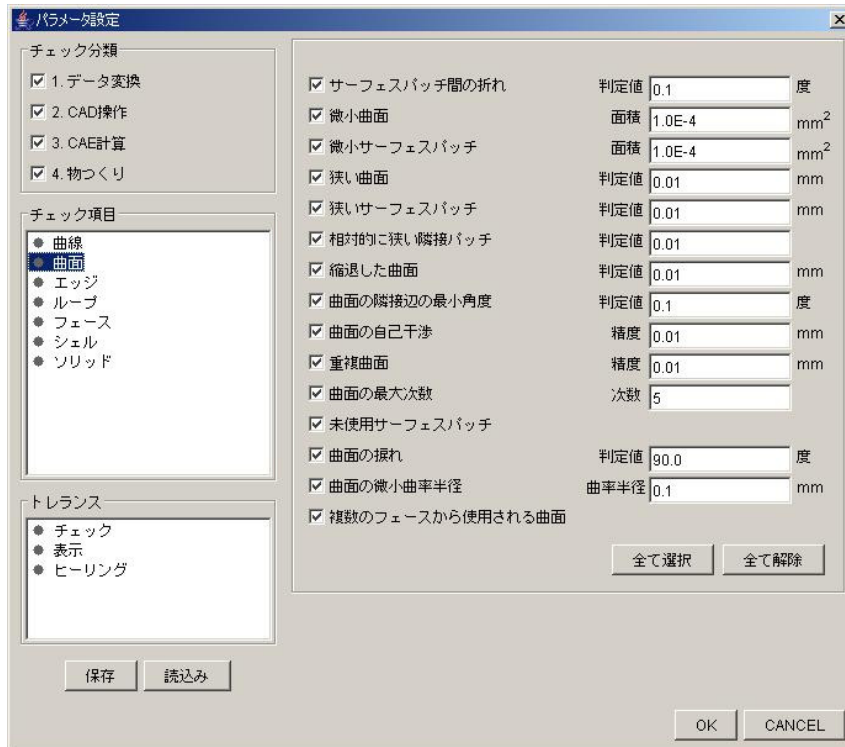 パラメータ設定
チェック分類
1.データ変換
2. CAD操作
3. CAE計算
4.物つくり
チェック項目
曲線
曲面
エッジ
ループ
フェース
シェル
ソリッド
トレランス
チェック
表示
ヒーリング
保存 読込み
サーフェスパッチ間の折れ 判定値 0.1 度
微小曲面 面積 1.0E-4 mm2
微小サーフェスパッチ 面積 1.0E-4 mm2
狭い曲面 判定値 0.01 mm
狭いサーフェスパッチ 判定値 0.01 mm
相対的に狭い隣接パッチ 判定値 0.01
縮退した曲面 判定値 0.01 mm
曲面の隣接辺の最小角度 判定値 0.1 度
曲面の自己干渉 精度 0.01 mm
重複曲面 精度 0.01 mm
曲面の最大次数 次数 5
未使用サーフェスパッチ
曲面の捩れ 判定値 90.0 度
曲面の微小曲率半径 曲率半径 0.1 mm
複数のフェースから使用される曲面
全て選択 全て解除
OK CANCEL